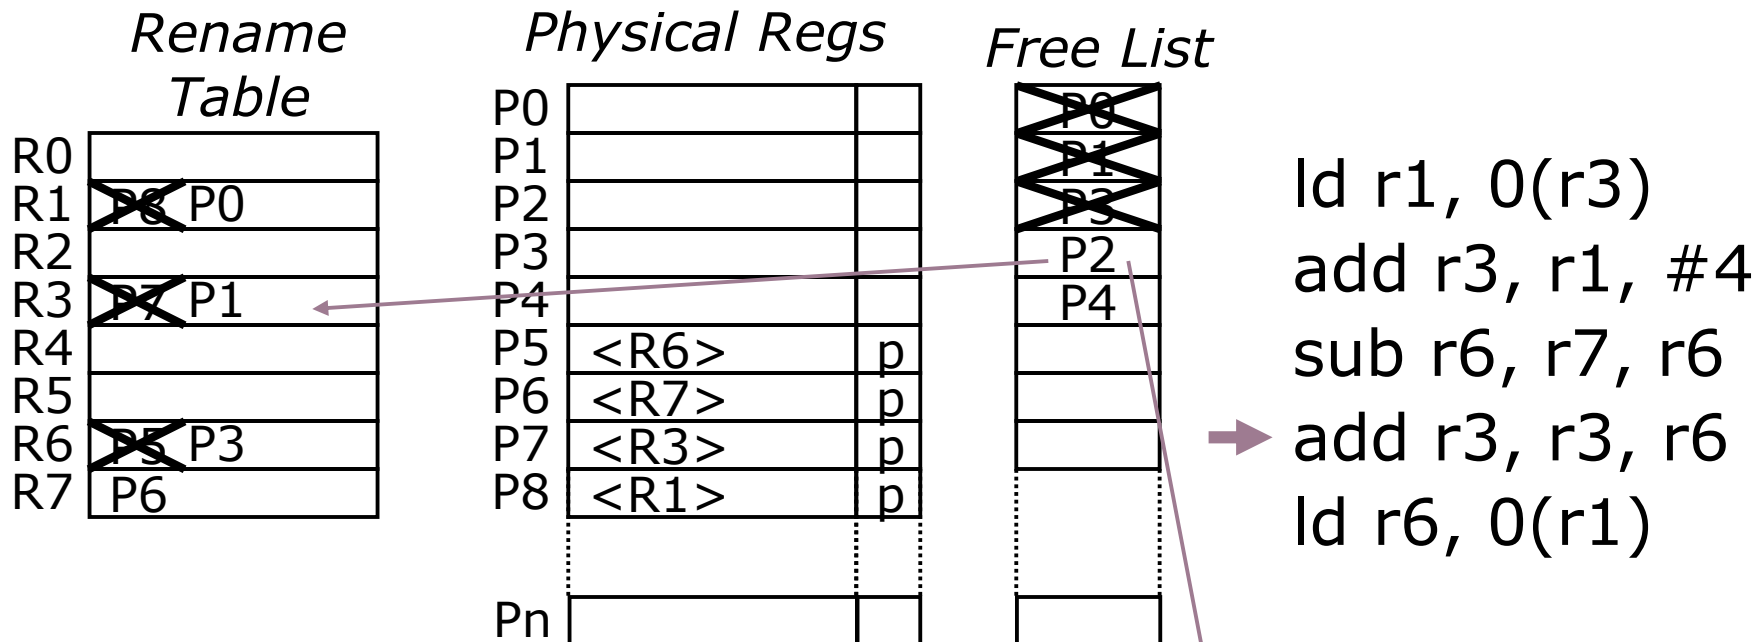 Rename
Table
R0
R1 P8 P0
R2
R3 P7 P1
R4
R5
R6 P5 P3
R7 P6
Physical Regs
P0
P1
P2
P3
P4
P5 <R6> p
P6 <R7> p
P7 <R3> p
P8 <R1> p
Pn
Free List
P0
P1
P3
P2
P4
ld r1, 0(r3)
add r3, r1, #4
sub r6, r7, r6
add r3, r3, r6
ld r6, 0(r1)